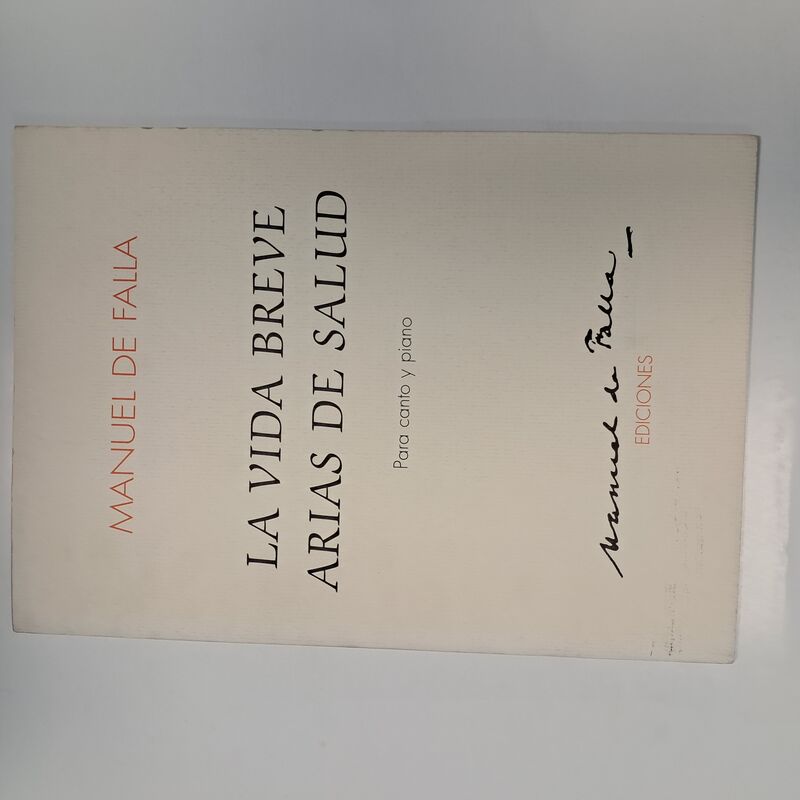 MANUEL DE FALLA
LA VIDA BREVE
ARIAS DE SALUD
Para canto y piano
Manuel de Falla
EDICIONES